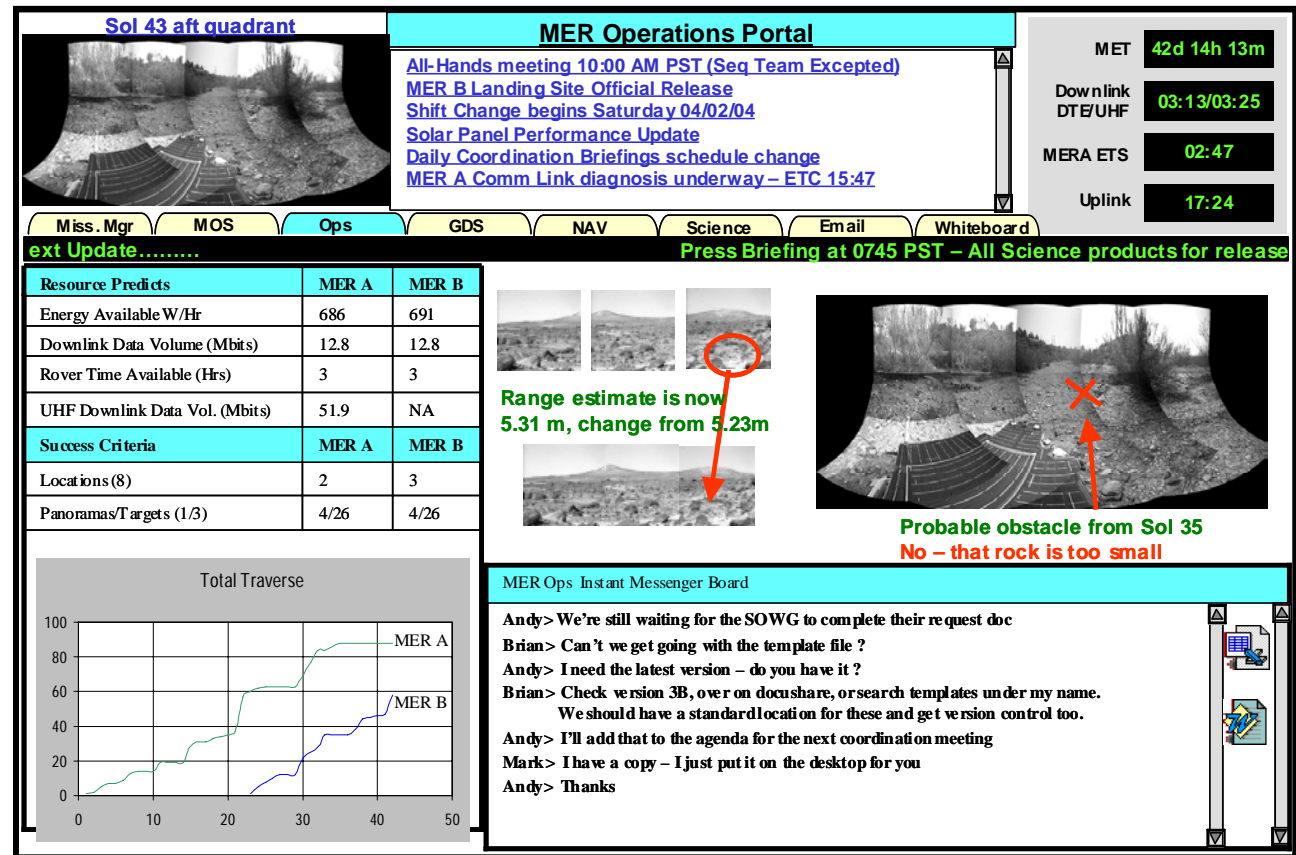 Sol 43 aft quadrant
MER Operations Portal
All-Hands meeting 10:00 AM PST (Seq Team Excepted)
MER B Landing Site Official Release
Shift Change begins Saturday 04/02/04
Solar Panel Performance Update
Daily Coordination Briefings schedule change
MER A Comm Link diagnosis underway – ETC 15:47
MET 42d 14h 13m
Downlink DTE/UHF 03:13/03:25
MERA ETS 02:47
Uplink 17:24
Miss. Mgr MOS Ops GDS NAV Science Email Whiteboard
ext Update......... Press Briefing at 0745 PST – All Science products for release
Resource Predicts MER A MER B
Energy Available W/Hr 686 691
Downlink Data Volume (Mbits) 12.8 12.8
Rover Time Available (Hrs) 3 3
UHF Downlink Data Vol. (Mbits) 51.9 NA
Success Criteria MER A MER B
Locations (8) 2 3
Panoramas/Targets (1/3) 4/26 4/26
Range estimate is now
5.31 m, change from 5.23m
Probable obstacle from Sol 35
No – that rock is too small
Total Traverse
100
80
60
40
20
0
0 10 20 30 40 50
MER A
MER B
MER Ops Instant Messenger Board
Andy> We're still waiting for the SOWG to complete their request doc
Brian> Can't we get going with the template file ?
Andy> I need the latest version – do you have it ?
Brian> Check version 3B, over on docushare, or search templates under my name.
We should have a standard location for these and get version control too.
Andy> I'll add that to the agenda for the next coordination meeting
Mark> I have a copy – I just put it on the desktop for you
Andy> Thanks